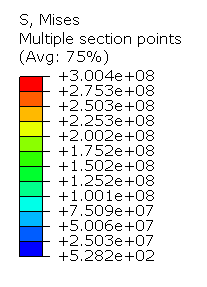 S, Mises
Multiple section points
(Avg: 75%)
+3.004e+08
+2.753e+08
+2.503e+08
+2.253e+08
+2.002e+08
+1.752e+08
+1.502e+08
+1.252e+08
+1.001e+08
+7.509e+07
+5.006e+07
+2.503e+07
+5.282e+02